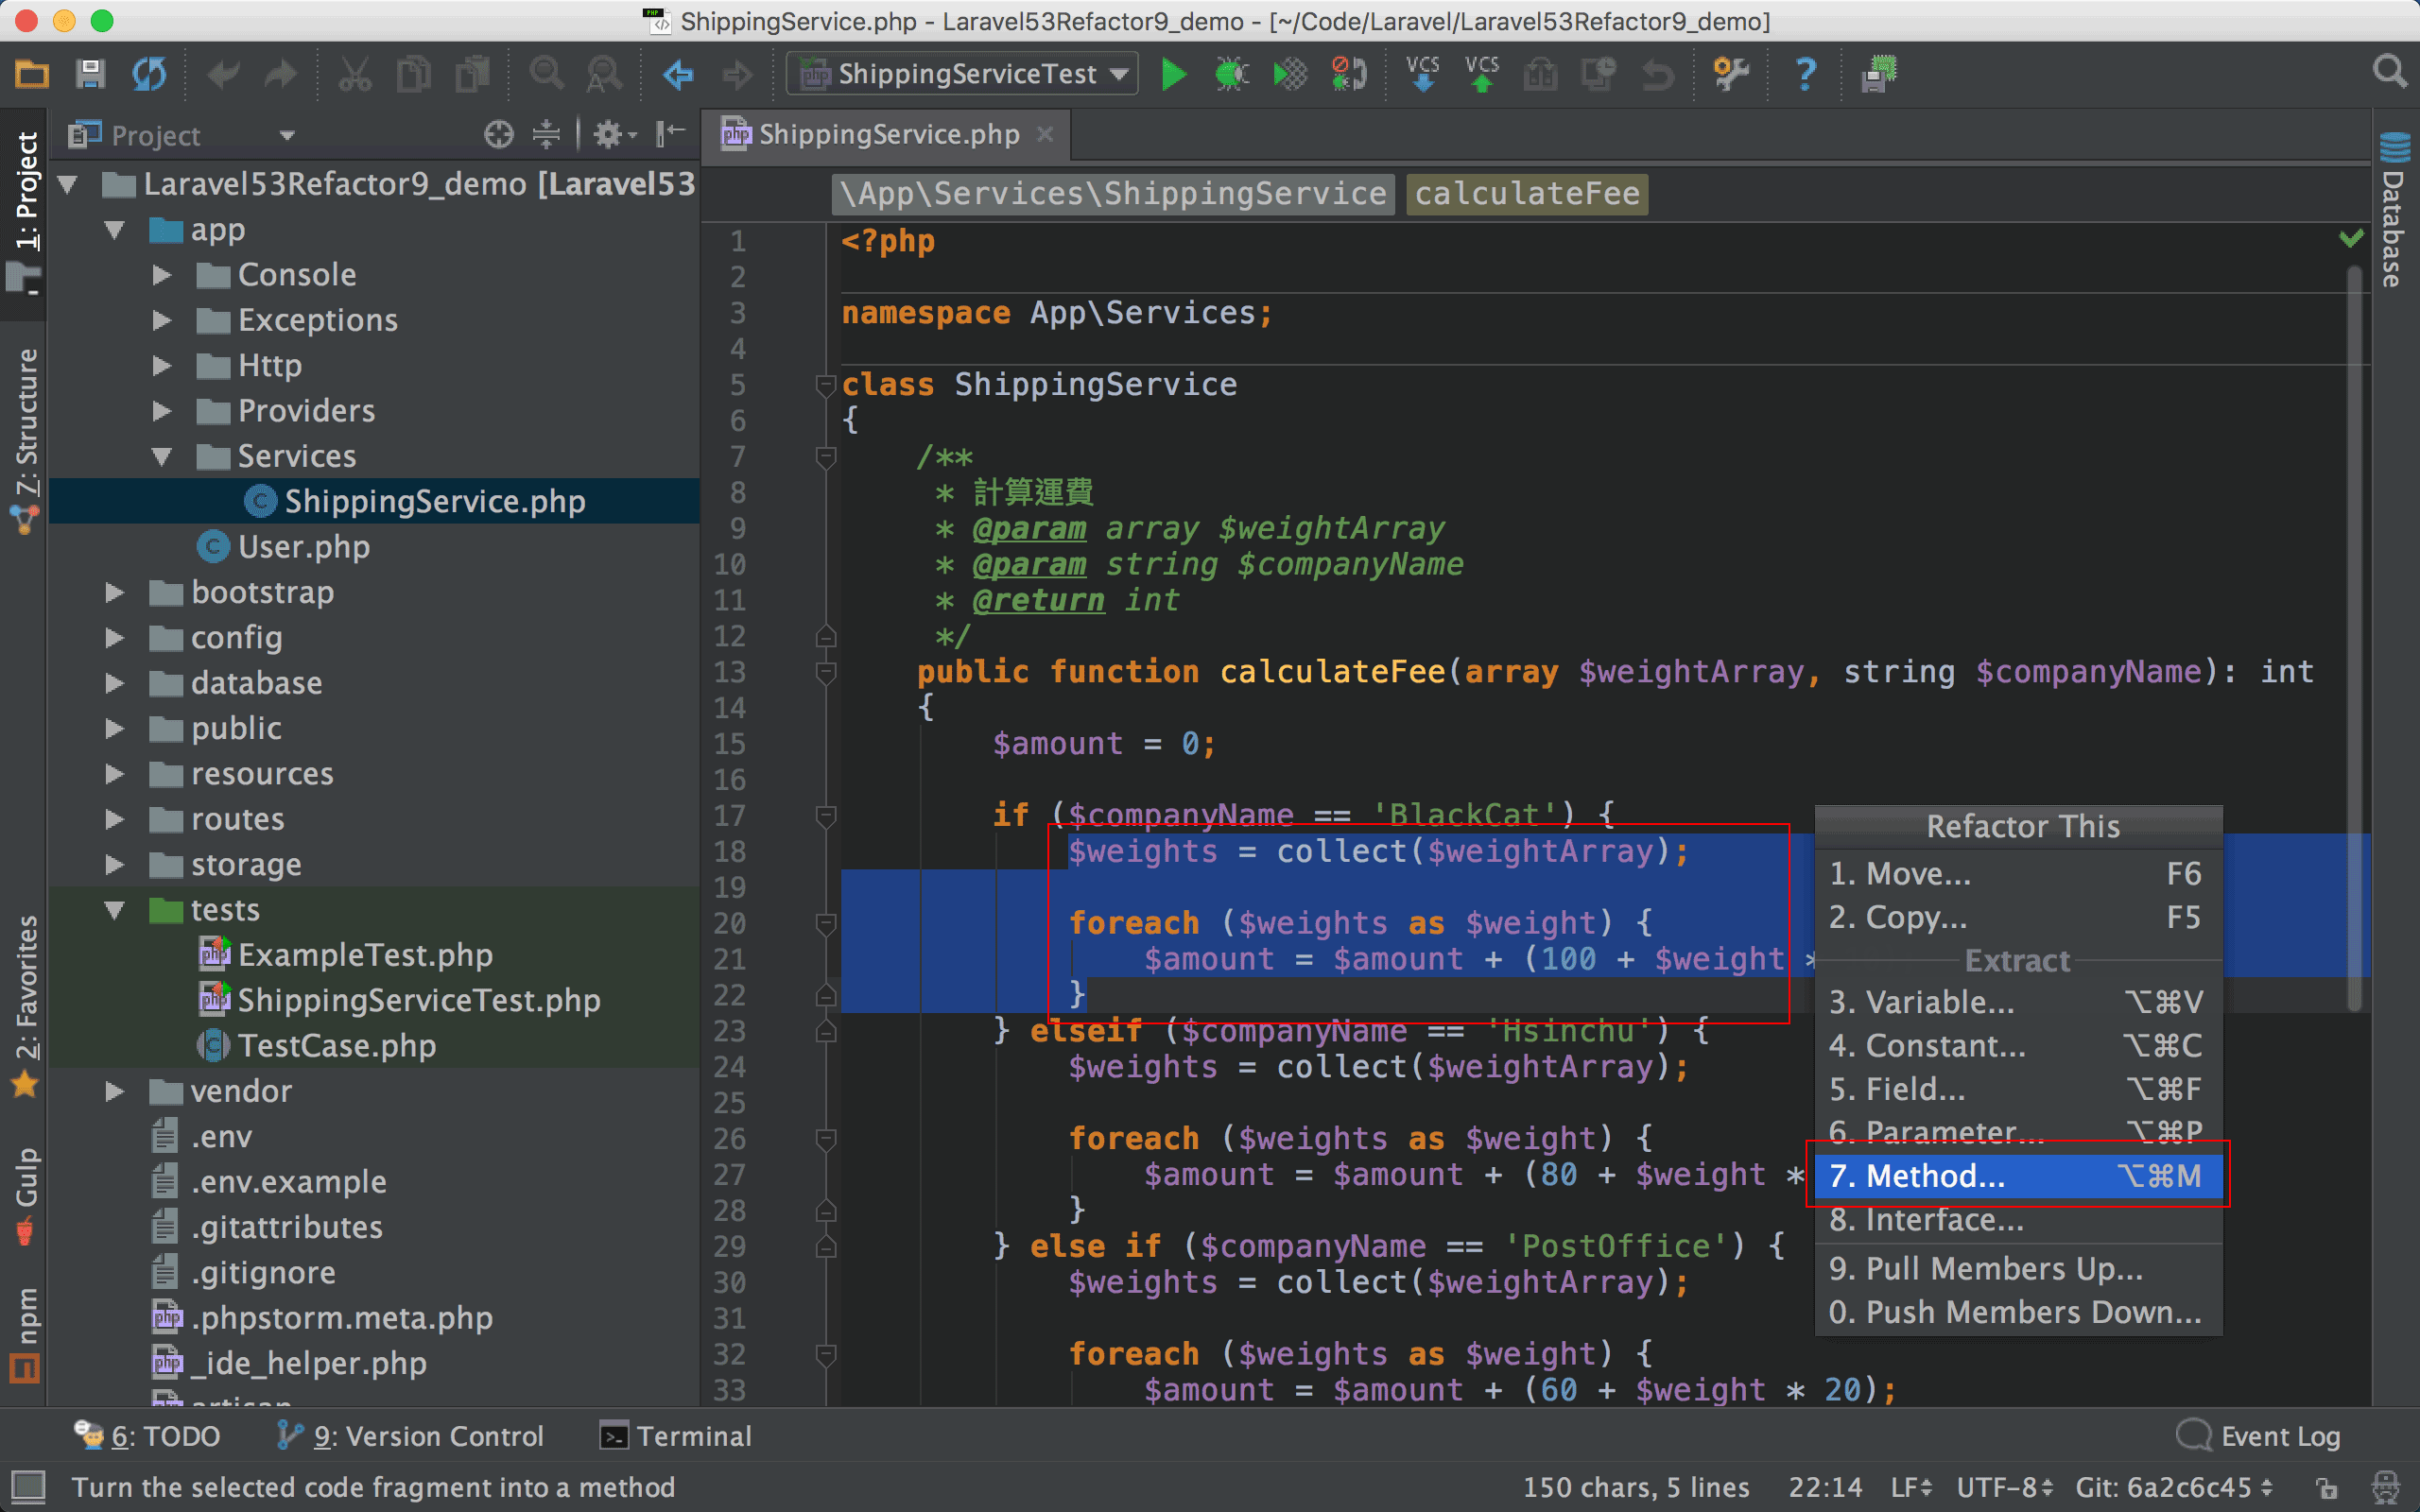 ShippingService.php - Laravel53Refactor9_demo - [~/Code/Laravel/Laravel53Refactor9_demo]
ShippingServiceTest
VCS
VCS
1: Project
7: Structure
2: Favorites
Gulp
npm
Project
Laravel53Refactor9_demo [Laravel53
app
Console
Exceptions
Http
Providers
Services
ShippingService.php
User.php
bootstrap
config
database
public
resources
routes
storage
tests
ExampleTest.php
ShippingServiceTest.php
TestCase.php
vendor
.env
.env.example
.gitattributes
.gitignore
.phpstorm.meta.php
_ide_helper.php
artisan
ShippingService.php
\App\Services\ShippingService calculateFee
1 <?php
2
3 namespace App\Services;
4
5 class ShippingService
6 {
7 /**
8 * 計算運費
9 * @param array $weightArray
10 * @param string $companyName
11 * @return int
12 */
13 public function calculateFee(array $weightArray, string $companyName): int
14 {
15 $amount = 0;
16
17 if ($companyName == 'BlackCat') {
18 $weights = collect($weightArray);
19
20 foreach ($weights as $weight) {
21 $amount = $amount + (100 + $weight *
22 }
23 } elseif ($companyName == 'Hsinchu') {
24 $weights = collect($weightArray);
25
26 foreach ($weights as $weight) {
27 $amount = $amount + (80 + $weight *
28 }
29 } else if ($companyName == 'PostOffice') {
30 $weights = collect($weightArray);
31
32 foreach ($weights as $weight) {
33 $amount = $amount + (60 + $weight * 20);
Refactor This
1. Move... F6
2. Copy... F5
Extract
3. Variable... ⌥⌘V
4. Constant... ⌥⌘C
5. Field... ⌥⌘F
6. Parameter... ⌥⌘P
7. Method... ⌥⌘M
8. Interface...
9. Pull Members Up...
0. Push Members Down...
Database
6: TODO
9: Version Control
Terminal
Event Log
Turn the selected code fragment into a method
150 chars, 5 lines 22:14 LF UTF-8 Git: 6a2c6c45